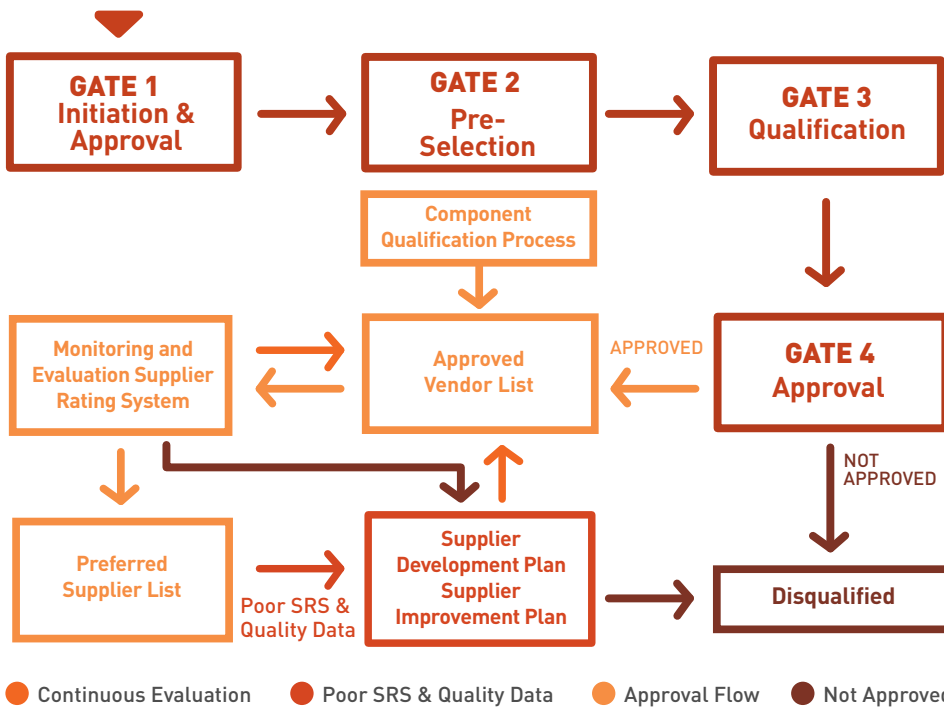 GATE 1
Initiation &
Approval
GATE 2
Pre-
Selection
GATE 3
Qualification
Component
Qualification Process
Monitoring and
Evaluation Supplier
Rating System
Approved
Vendor List
APPROVED
GATE 4
Approval
NOT
APPROVED
Preferred
Supplier List
Poor SRS &
Quality Data
Supplier
Development Plan
Supplier
Improvement Plan
Disqualified
Continuous Evaluation
Poor SRS & Quality Data
Approval Flow
Not Approved